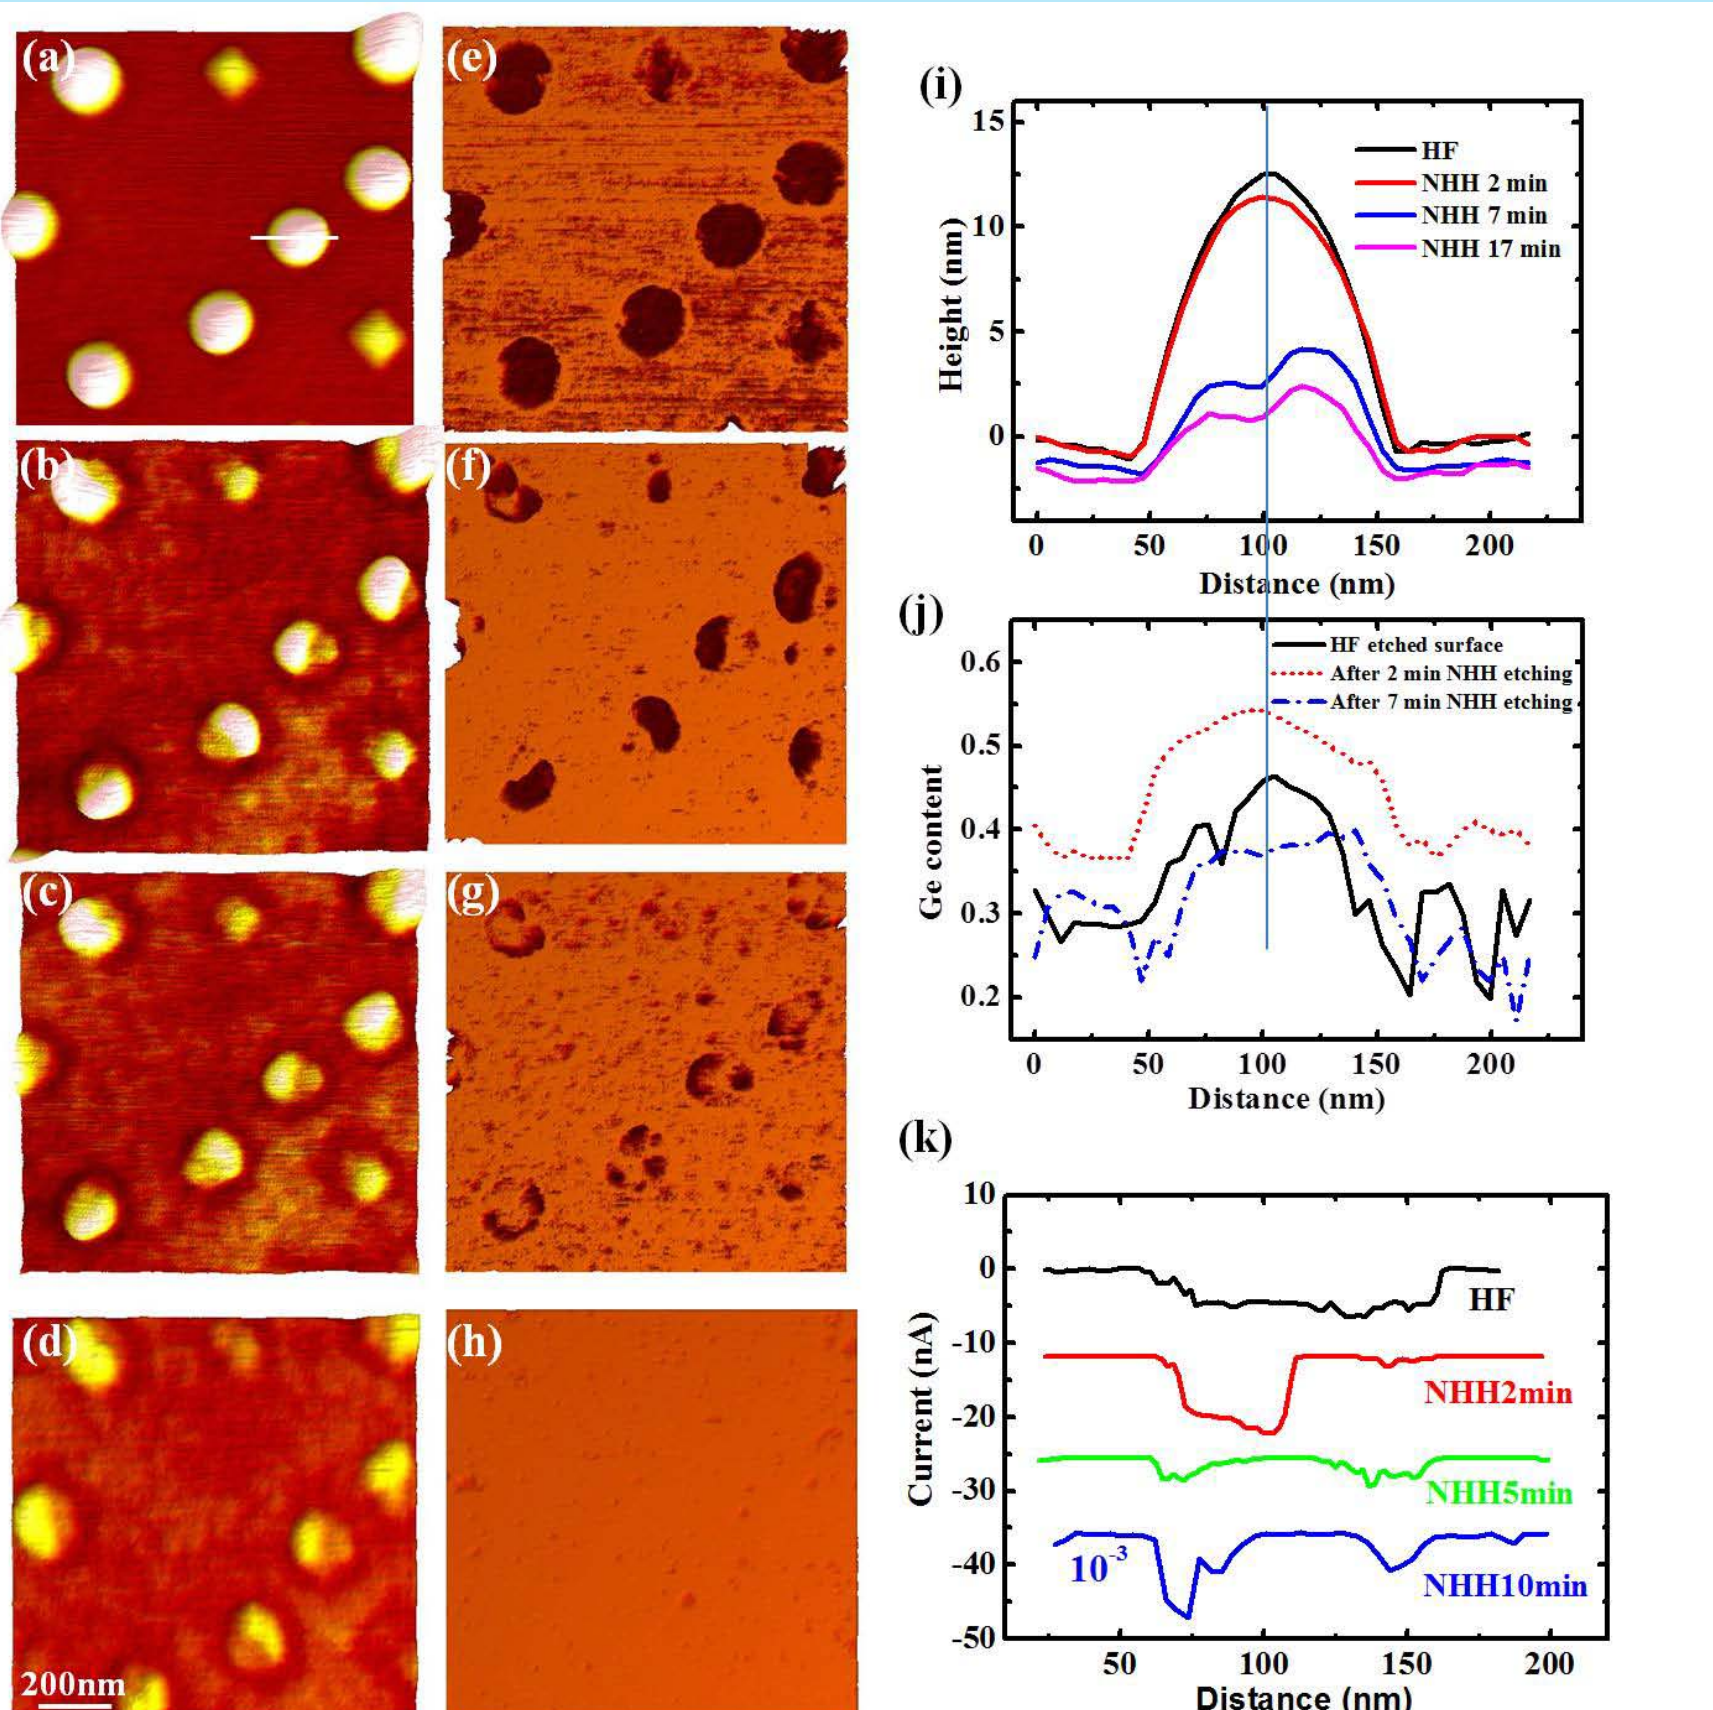 (a)
(e)
(b)
(f)
(c)
(g)
(d)
(h)
200nm
(i)
15
10
5
0
Height (nm)
HF
NHH 2 min
NHH 7 min
NHH 17 min
0 50 100 150 200
Distance (nm)
(j)
0.6
0.5
0.4
0.3
0.2
Ge content
HF etched surface
After 2 min NHH etching
After 7 min NHH etching
0 50 100 150 200
Distance (nm)
(k)
10
0
-10
-20
-30
-40
-50
Current (nA)
HF
NHH2min
NHH5min
10-3
NHH10min
50 100 150 200
Distance (nm)